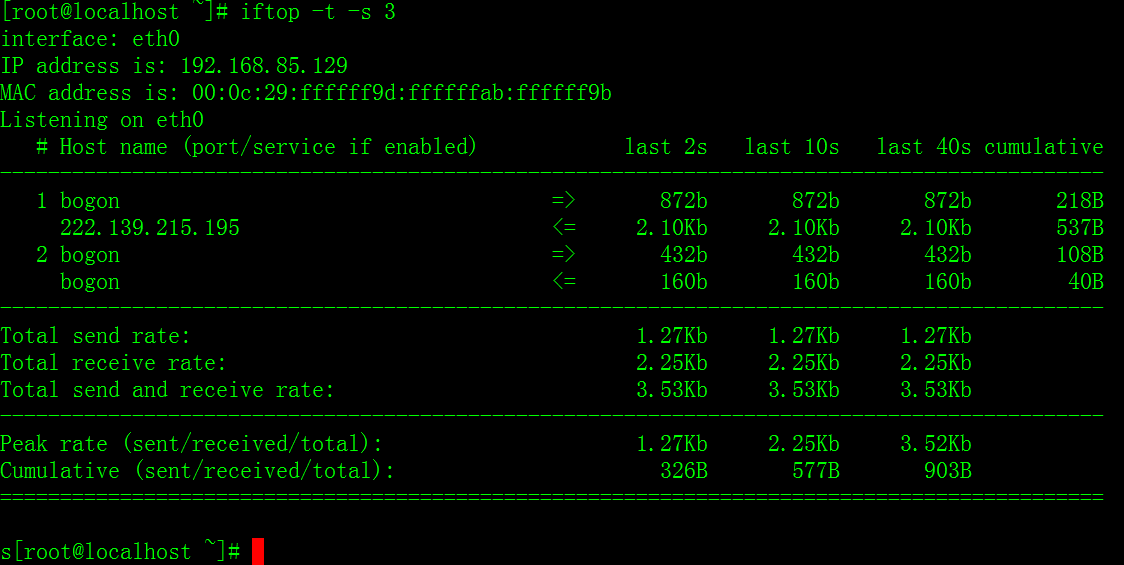 [root@localhost ~]# iftop -t -s 3
interface: eth0
IP address is: 192.168.85.129
MAC address is: 00:0c:29:ffffff9d:ffffffab:ffffff9b
Listening on eth0
   # Host name (port/service if enabled)            last 2s   last 10s   last 40s cumulative
--------------------------------------------------------------------------------------------
   1 bogon                                    =>       872b       872b       872b       218B
     222.139.215.195                          <=     2.10Kb     2.10Kb     2.10Kb       537B
   2 bogon                                    =>       432b       432b       432b       108B
     bogon                                    <=       160b       160b       160b        40B
--------------------------------------------------------------------------------------------
Total send rate:                                     1.27Kb     1.27Kb     1.27Kb
Total receive rate:                                  2.25Kb     2.25Kb     2.25Kb
Total send and receive rate:                         3.53Kb     3.53Kb     3.53Kb
--------------------------------------------------------------------------------------------
Peak rate (sent/received/total):                     1.27Kb     2.25Kb     3.52Kb
Cumulative (sent/received/total):                      326B       577B       903B
============================================================================================
s[root@localhost ~]#